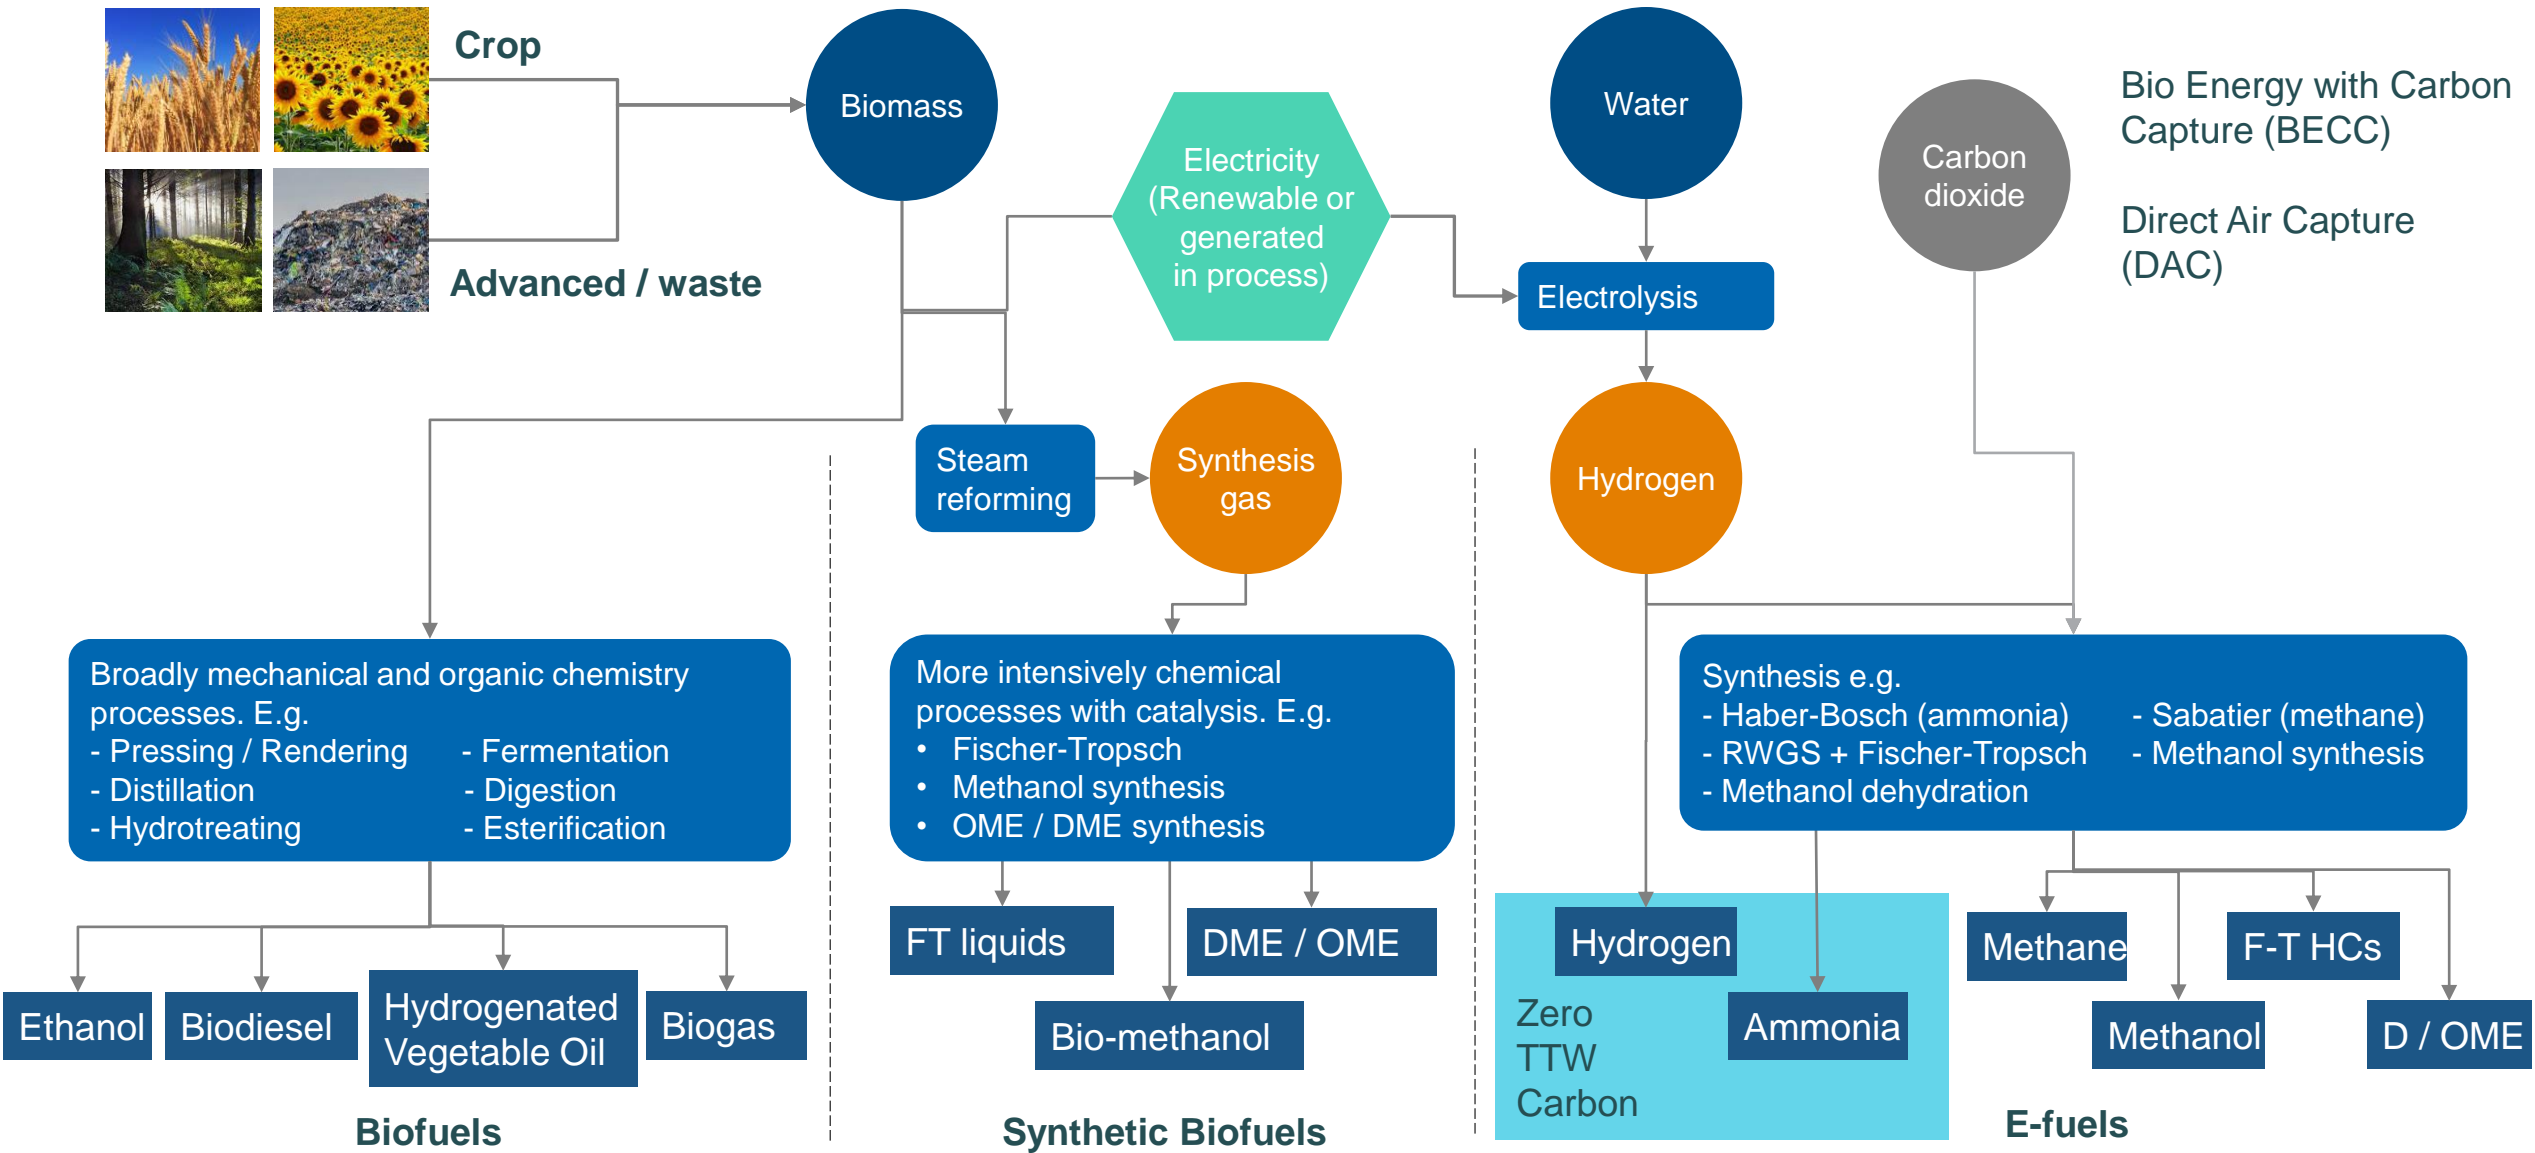 Crop
Advanced / waste
Biomass
Electricity
(Renewable or
generated
in process)
Water
Electrolysis
Carbon
dioxide
Bio Energy with Carbon
Capture (BECC)
Direct Air Capture
(DAC)
Steam
reforming
Synthesis
gas
Hydrogen
Broadly mechanical and organic chemistry
processes. E.g.
- Pressing / Rendering - Fermentation
- Distillation - Digestion
- Hydrotreating - Esterification
More intensively chemical
processes with catalysis. E.g.
• Fischer-Tropsch
• Methanol synthesis
• OME / DME synthesis
Synthesis e.g.
- Haber-Bosch (ammonia) - Sabatier (methane)
- RWGS + Fischer-Tropsch - Methanol synthesis
- Methanol dehydration
Ethanol
Biodiesel
Hydrogenated
Vegetable Oil
Biogas
FT liquids
DME / OME
Bio-methanol
Hydrogen
Ammonia
Zero
TTW
Carbon
Methane
F-T HCs
Methanol
D / OME
Biofuels
Synthetic Biofuels
E-fuels